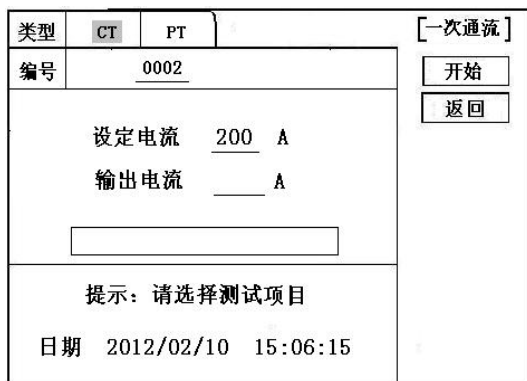 类型 CT PT
[一次通流]
编号 0002
开始
返回
设定电流 200 A
输出电流 ____ A
提示: 请选择测试项目
日期 2012/02/10 15:06:15